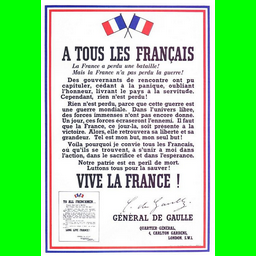 A TOUS LES FRANÇAIS
La France a perdu une bataille!
Mais la France n'a pas perdu la guerre!
Des gouvernants de rencontre ont pu
capituler, cédant à la panique, oubliant
l'honneur, livrant le pays à la servitude.
Cependant, rien n'est perdu!
Rien n'est perdu, parce que cette guerre est
une guerre mondiale. Dans l'univers libre,
des forces immenses n'ont pas encore donné.
Un jour, ces forces écraseront l'ennemi. Il faut
que la France, ce jour-là, soit présente à la
victoire. Alors, elle retrouvera sa liberté et sa
grandeur. Tel est mon but, mon seul but!
Voilà pourquoi je convie tous les Français,
où qu'ils se trouvent, à s'unir à moi dans
l'action, dans le sacrifice et dans l'espérance.
Notre patrie est en péril de mort.
Luttons tous pour la sauver!
VIVE LA FRANCE !
G. de Gaulle
GÉNÉRAL DE GAULLE
QUARTIER-GÉNÉRAL,
4, CARLTON GARDENS,
LONDON, S.W.1
TO ALL FRENCHMEN
LONG LIVE FRANCE!